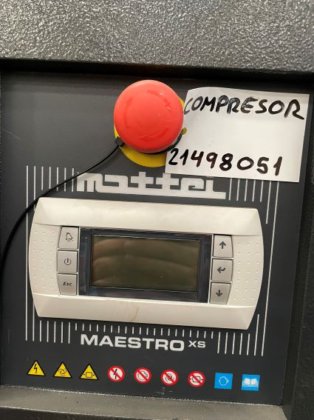 COMPRESOR
21498051
mattei
Esc
MAESTRO XS